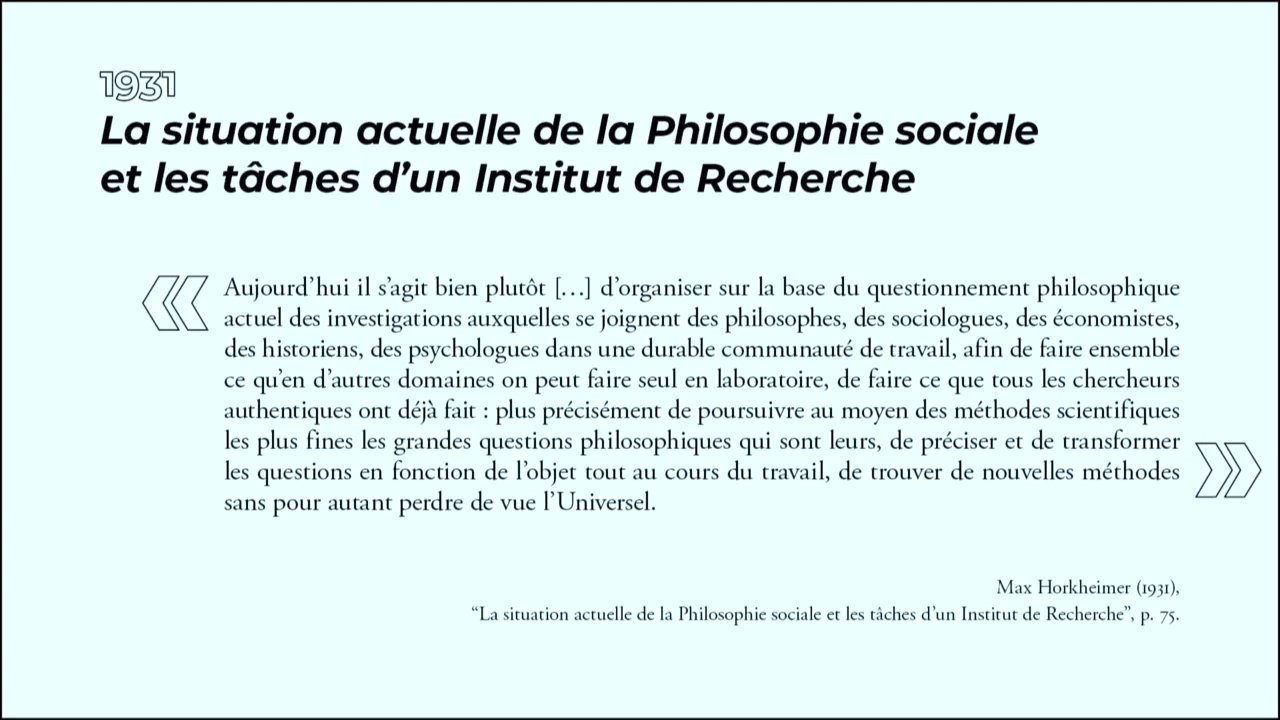 1931
La situation actuelle de la Philosophie sociale
et les tâches d’un Institut de Recherche
« Aujourd’hui il s’agit bien plutôt […] d’organiser sur la base du questionnement philosophique
actuel des investigations auxquelles se joignent des philosophes, des sociologues, des économistes,
des historiens, des psychologues dans une durable communauté de travail, afin de faire ensemble
ce qu’en d’autres domaines on peut faire seul en laboratoire, de faire ce que tous les chercheurs
authentiques ont déjà fait : plus précisément de poursuivre au moyen des méthodes scientifiques
les plus fines les grandes questions philosophiques qui sont leurs, de préciser et de transformer
les questions en fonction de l’objet tout au cours du travail, de trouver de nouvelles méthodes
sans pour autant perdre de vue l’Universel. »
Max Horkheimer (1931),
“La situation actuelle de la Philosophie sociale et les tâches d’un Institut de Recherche”, p. 75.